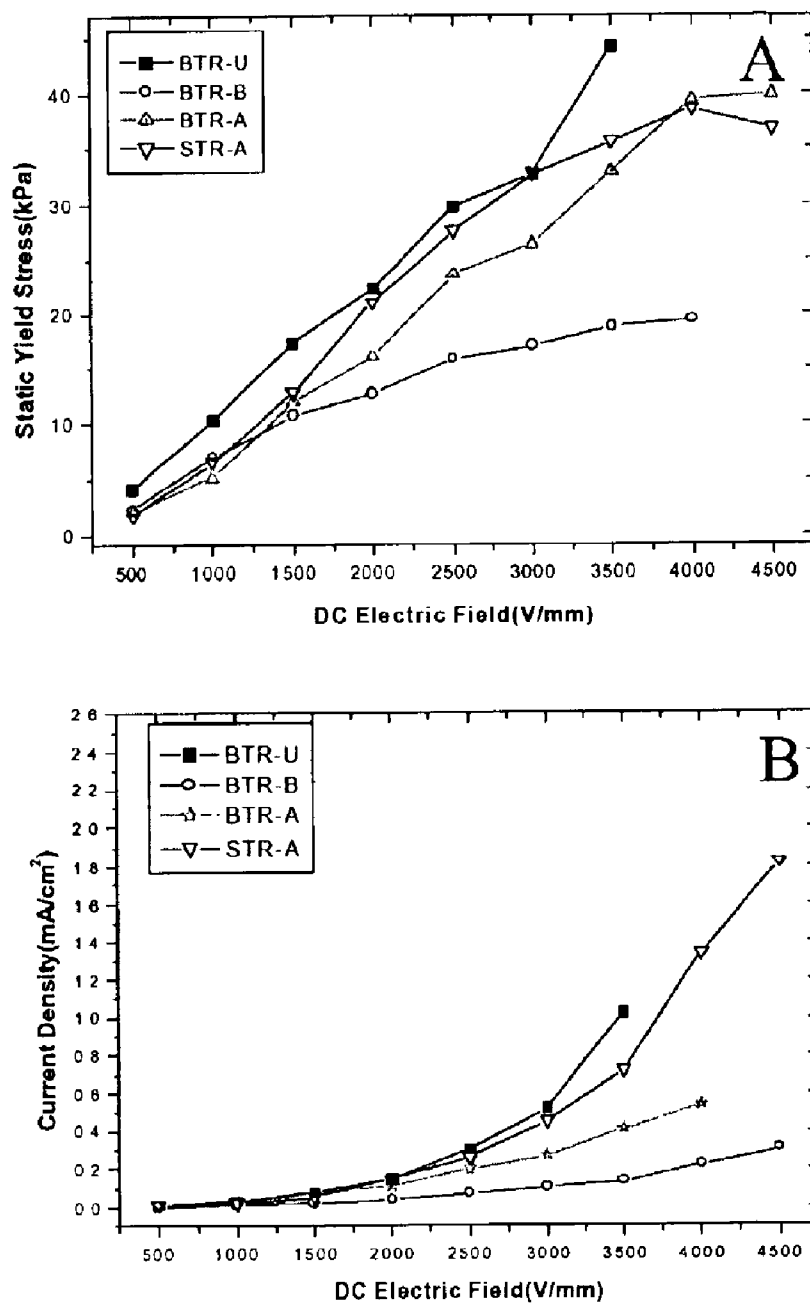 A
BTR-U
BTR-B
BTR-A
STR-A
Static Yield Stress(kPa)
40
30
20
10
0
500 1000 1500 2000 2500 3000 3500 4000 4500
DC Electric Field(V/mm)
B
BTR-U
BTR-B
BTR-A
STR-A
Current Density(mA/cm²)
2 6
2 4
2 2
2 0
1 8
1 6
1 4
1 2
1 0
0 8
0 6
0 4
0 2
0 0
500 1000 1500 2000 2500 3000 3500 4000 4500
DC Electric Field(V/mm)